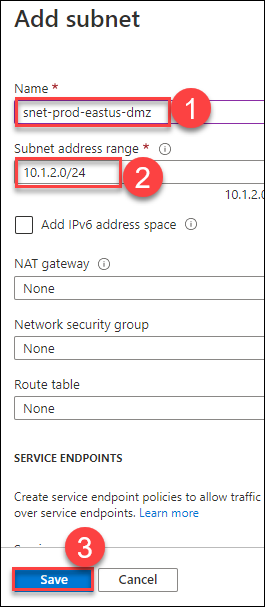 Add subnet
Name *
snet-prod-eastus-dmz
1
Subnet address range *
10.1.2.0/24
2
10.1.2.
Add IPv6 address space
NAT gateway
None
Network security group
None
Route table
None
SERVICE ENDPOINTS
Create service endpoint policies to allow traffic
over service endpoints. Learn more
3
Save
Cancel